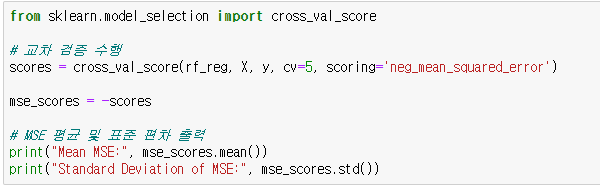 from sklearn.model_selection import cross_val_score
# 교차 검증 수행
scores = cross_val_score(rf_reg, X, y, cv=5, scoring='neg_mean_squared_error')
mse_scores = -scores
# MSE 평균 및 표준 편차 출력
print("Mean MSE:", mse_scores.mean())
print("Standard Deviation of MSE:", mse_scores.std())